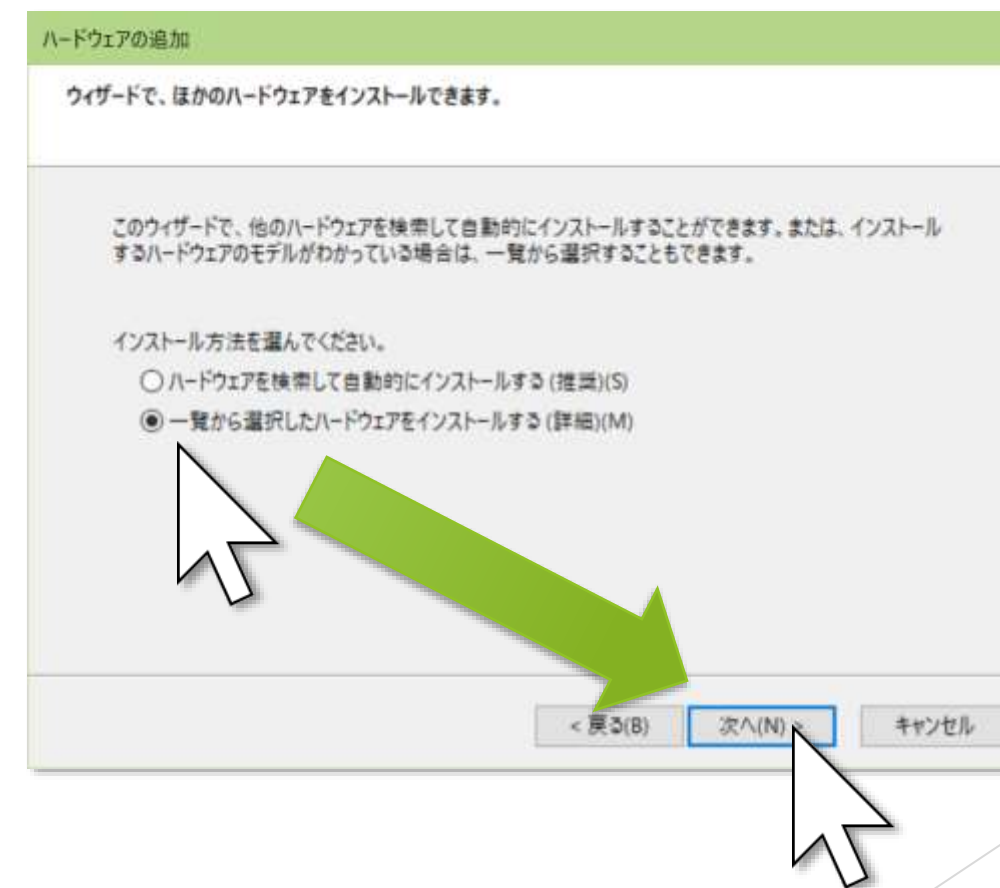 ハードウェアの追加
ウィザードで、ほかのハードウェアをインストールできます。
このウィザードで、他のハードウェアを検索して自動的にインストールすることができます。または、インストール
するハードウェアのモデルがわかっている場合は、一覧から選択することもできます。
インストール方法を選んでください。
ハードウェアを検索して自動的にインストールする (推奨)(S)
一覧から選択したハードウェアをインストールする (詳細)(M)
< 戻る(B) 次へ(N) > キャンセル